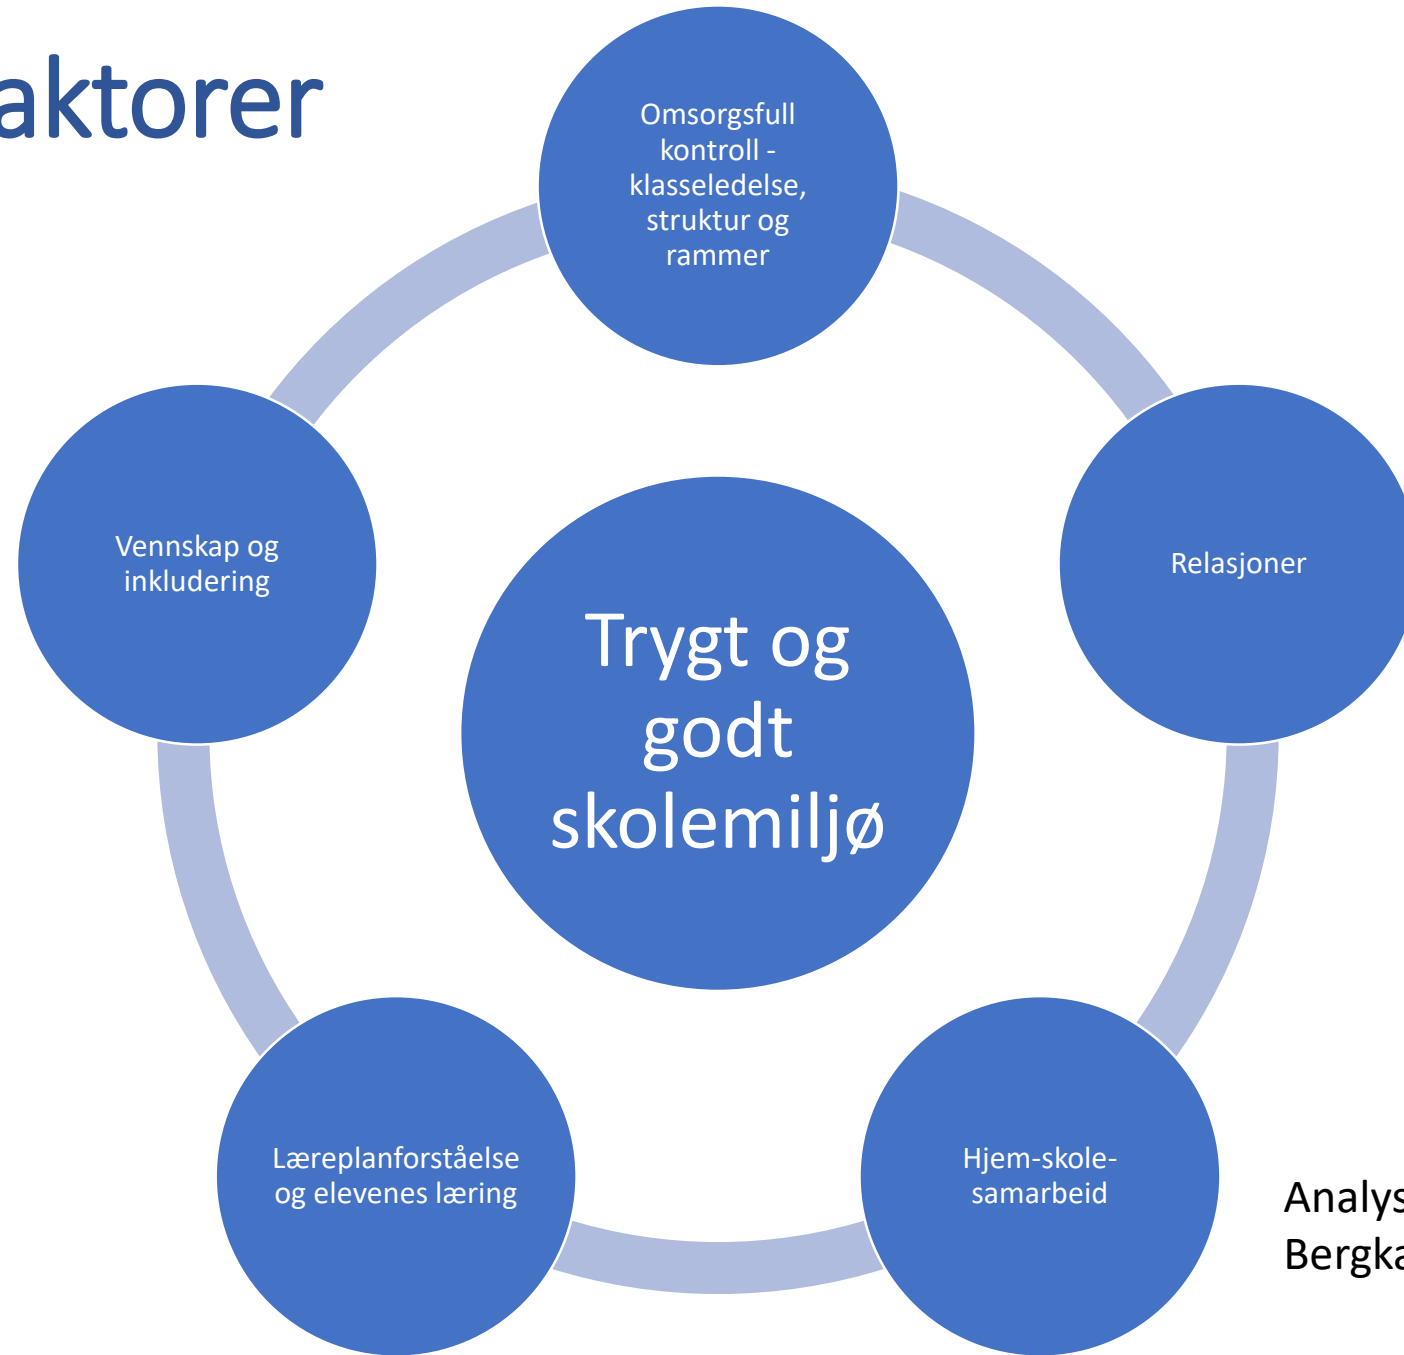 aktorer
Omsorgsfull
kontroll -
klasseledelse,
struktur og
rammer
Relasjoner
Hjem-skole-
samarbeid
Læreplanforståelse
og elevenes læring
Vennskap og
inkludering
Trygt og
godt
skolemiljø
Analys
Bergka